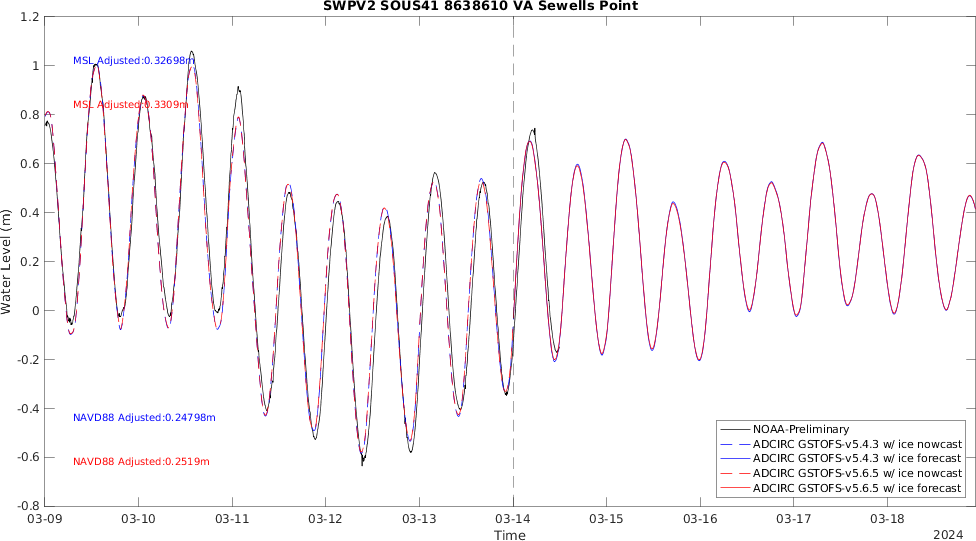 SWPV2 SOUS41 8638610 VA Sewells Point
1.2
1
0.8
0.6
0.4
0.2
0
-0.2
-0.4
-0.6
-0.8
Water Level (m)
MSL Adjusted:0.32698m
MSL Adjusted:0.3309m
NAVD88 Adjusted:0.24798m
NAVD88 Adjusted:0.2519m
NOAA-Preliminary
ADCIRC GSTOFS-v5.4.3 w/ ice nowcast
ADCIRC GSTOFS-v5.4.3 w/ ice forecast
ADCIRC GSTOFS-v5.6.5 w/ ice nowcast
ADCIRC GSTOFS-v5.6.5 w/ ice forecast
03-09 03-10 03-11 03-12 03-13 03-14 03-15 03-16 03-17 03-18
Time
2024